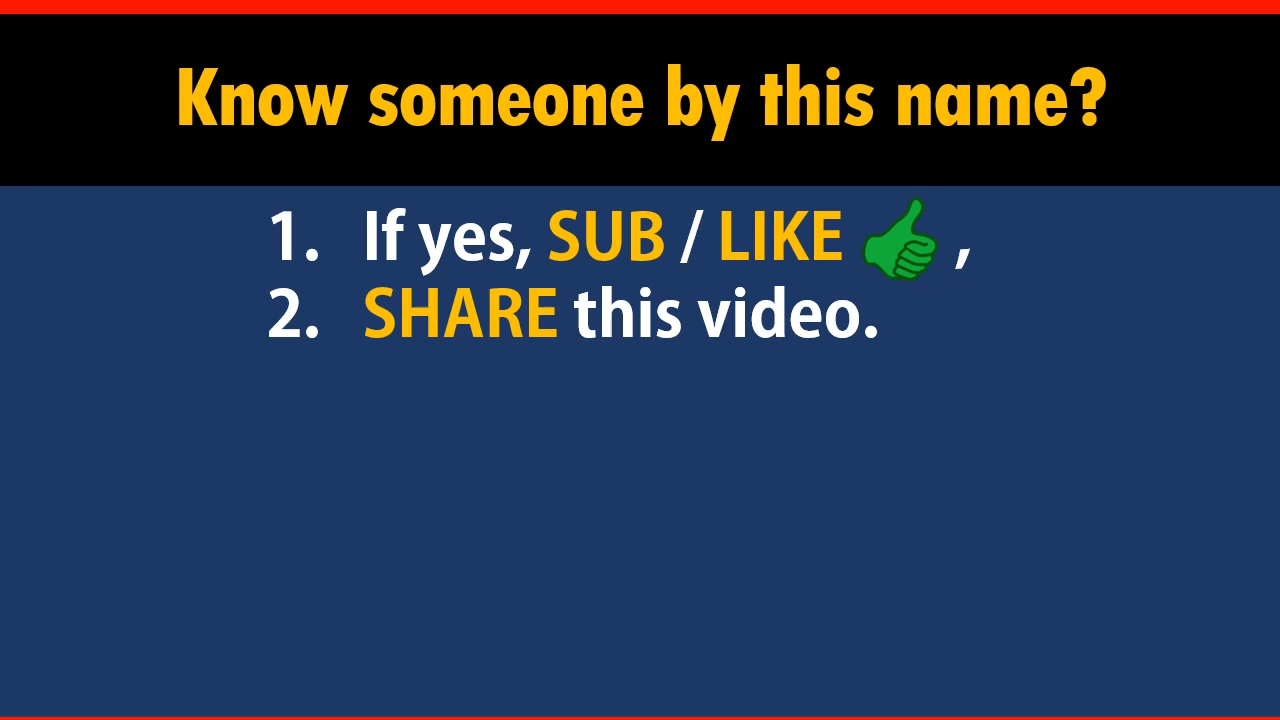 Know someone by this name?
1. If yes, SUB / LIKE ,
2. SHARE this video.